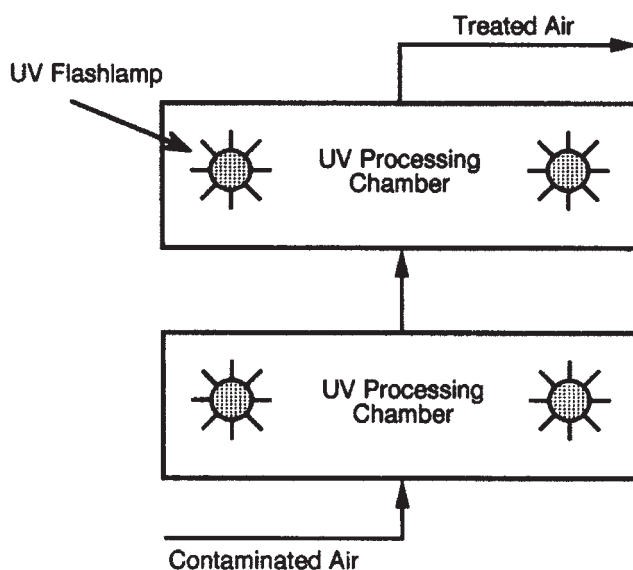 Treated Air
UV Flashlamp
UV Processing
Chamber
UV Processing
Chamber
Contaminated Air